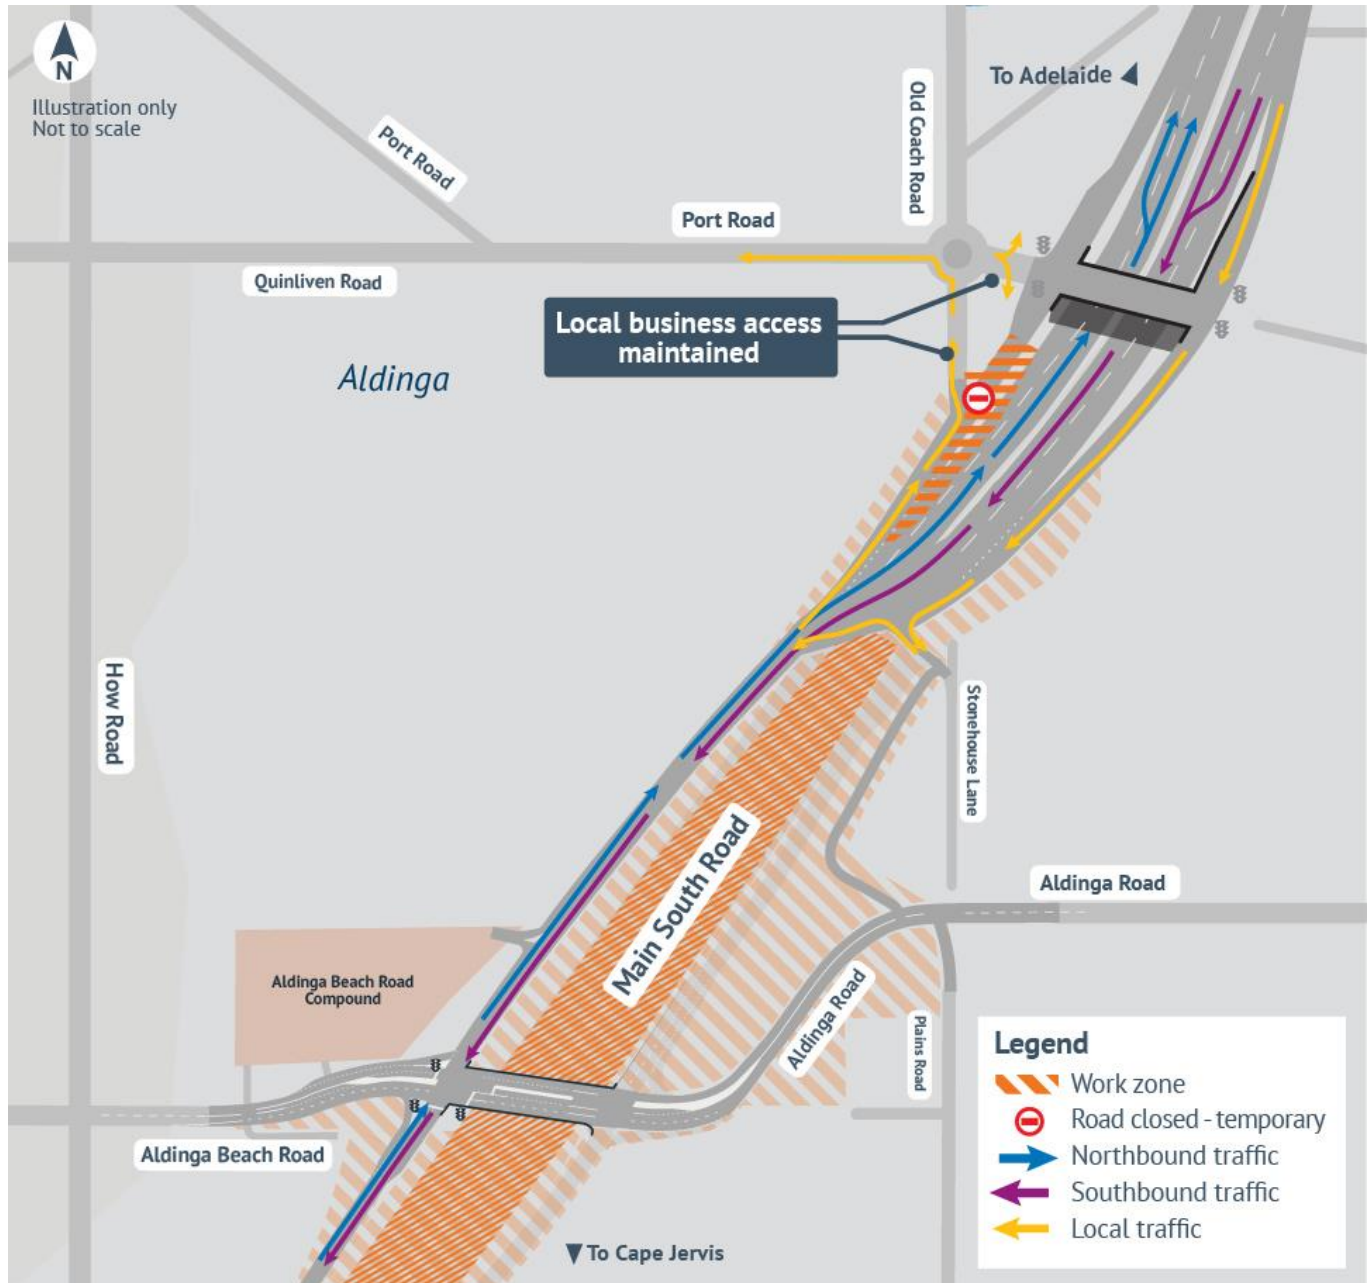 N
Illustration only
Not to scale
To Adelaide
Old Coach Road
Port Road
Port Road
Quinliven Road
Local business access
maintained
Aldinga
How Road
Stonehouse Lane
Main South Road
Aldinga Road
Aldinga Beach Road
Compound
Aldinga Road
Plains Road
Aldinga Beach Road
To Cape Jervis
Legend
Work zone
Road closed - temporary
Northbound traffic
Southbound traffic
Local traffic